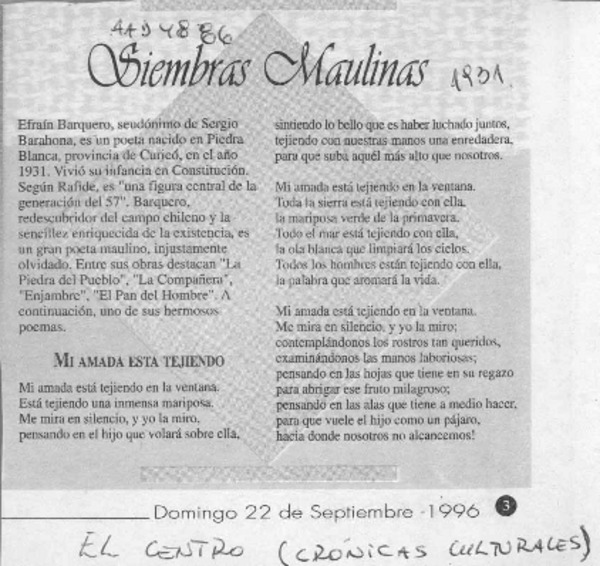 AAD4886
Siembras Maulinas
1931.
Efraín Barquero, seudónimo de Sergio
Barahona, es un poeta nacido en Piedra
Blanca, provincia de Curicó, en el año
1931. Vivió su infancia en Constitución.
Según Rafide, es "una figura central de la
generación del 57". Barquero,
redescubridor del campo chileno y la
sencillez enriquecida de la existencia, es
un gran poeta maulino, injustamente
olvidado. Entre sus obras destacan "La
Piedra del Pueblo", "La Compañera",
"Enjambre", "El Pan del Hombre". A
continuación, uno de sus hermosos
poemas.
MI AMADA ESTA TEJIENDO
Mi amada está tejiendo en la ventana.
Está tejiendo una inmensa mariposa.
Me mira en silencio, y yo la miro,
pensando en el hijo que volará sobre ella,
sintiendo lo bello que es haber luchado juntos,
tejiendo con nuestras manos una enredadera,
para que suba aquél más alto que nosotros.
Mi amada está tejiendo en la ventana.
Toda la sierra está tejiendo con ella,
la mariposa verde de la primavera.
Todo el mar está tejiendo con ella,
la ola blanca que limpiará los cielos.
Todos los hombres están tejiendo con ella,
la palabra que aromará la vida.
Mi amada está tejiendo en la ventana.
Me mira en silencio, y yo la miro;
contemplándonos los rostros tan queridos,
examinándonos las manos laboriosas;
pensando en las hojas que tiene en su regazo
para abrigar ese fruto milagroso;
pensando en las alas que tiene a medio hacer,
para que vuele el hijo como un pájaro,
hacia donde nosotros no alcancemos!
Domingo 22 de Septiembre -1996 3
EL CENTRO (CRÓNICAS CULTURALES)